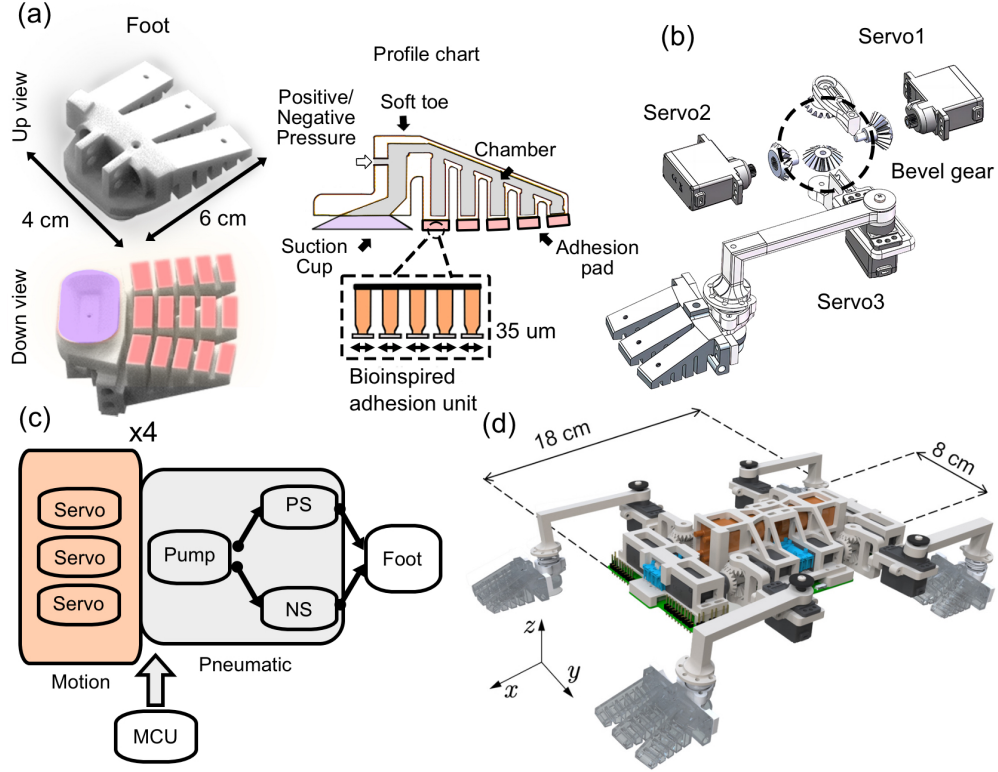 (a)
Foot
Up view
4 cm
6 cm
Down view
Profile chart
Positive/
Negative
Pressure
Soft toe
Chamber
Suction
Cup
Adhesion
pad
35 um
Bioinspired
adhesion unit
(b)
Servo1
Servo2
Bevel gear
Servo3
(c)
x4
Servo
Servo
Servo
Pump
PS
NS
Foot
Motion
Pneumatic
MCU
(d)
18 cm
8 cm
z
y
x